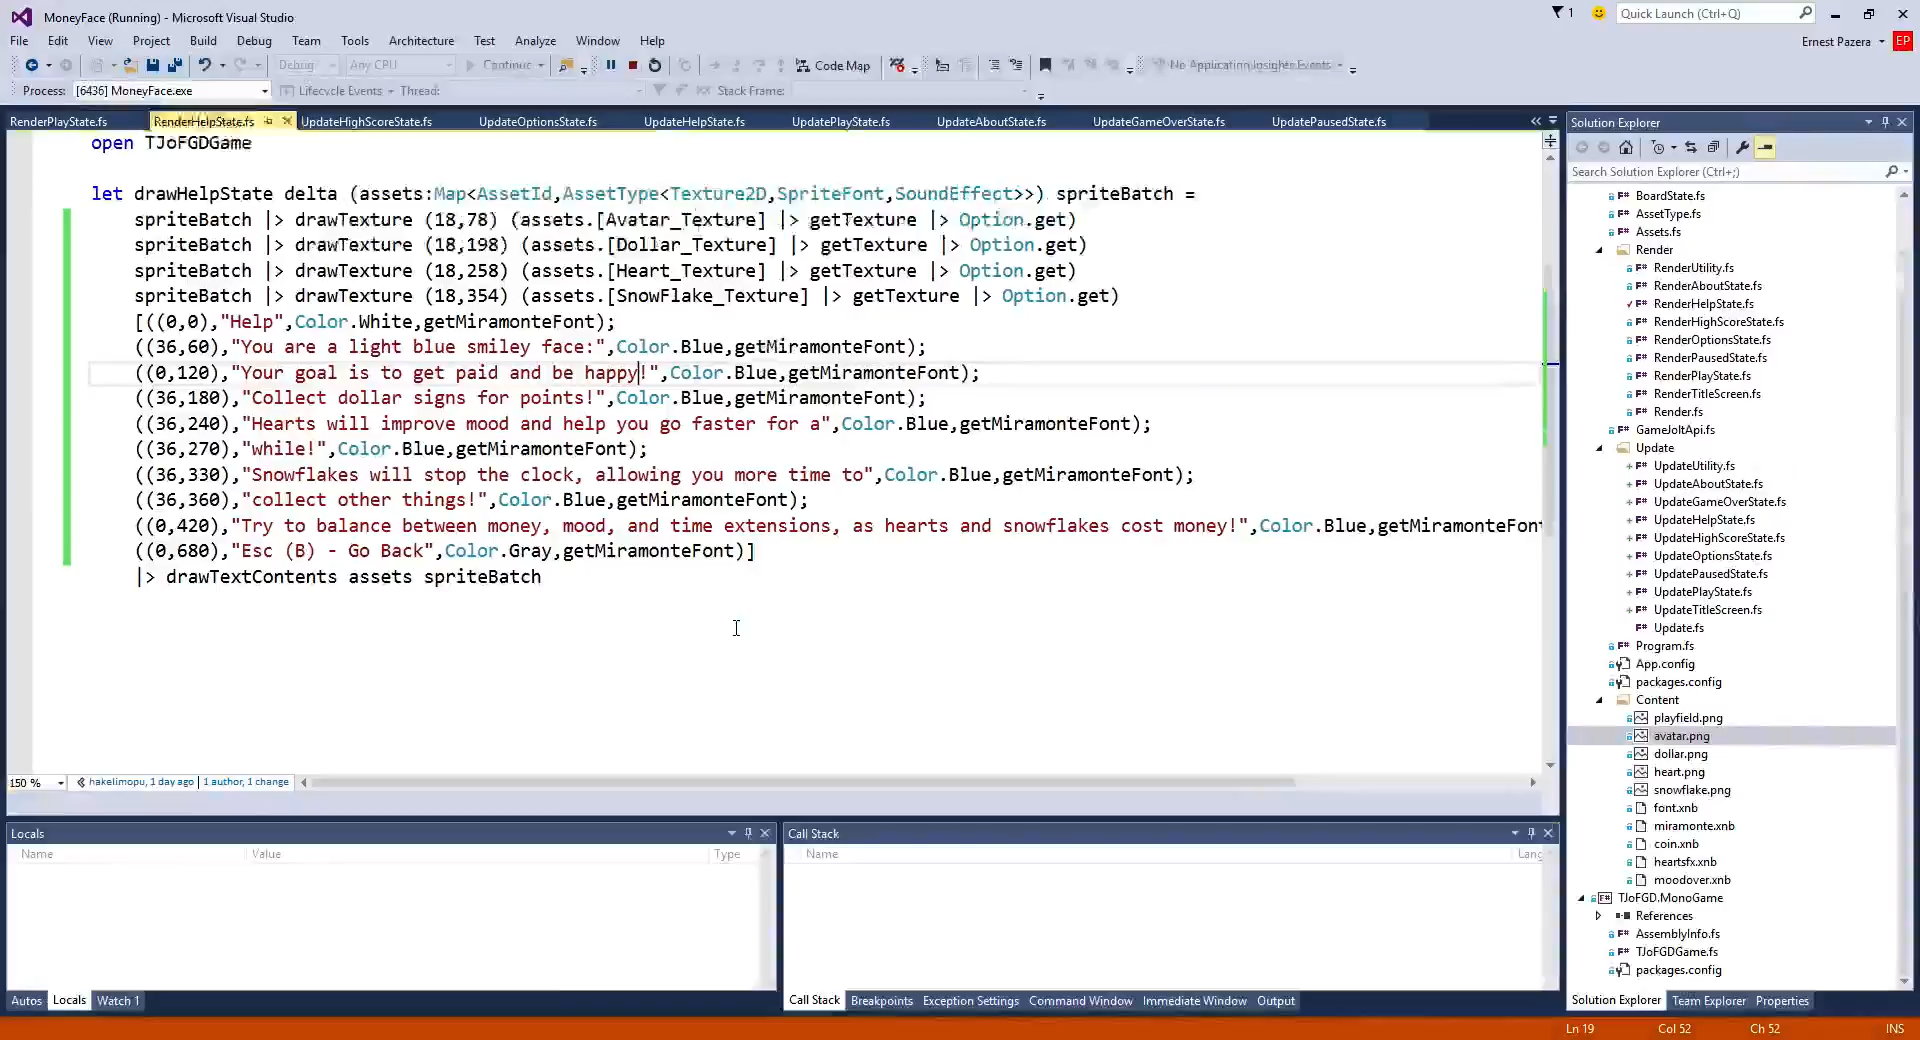 MoneyFace (Running) - Microsoft Visual Studio
1
Quick Launch (Ctrl+Q)
File Edit View Project Build Debug Team Tools Architecture Test Analyze Window Help
Ernest Pazera EP
Debug Any CPU Continue Code Map No Application Insights Events
Process: [6436] MoneyFace.exe Lifecycle Events Thread: Stack Frame:
RenderPlayState.fs RenderHelpState.fs UpdateHighScoreState.fs UpdateOptionsState.fs UpdateHelpState.fs UpdatePlayState.fs UpdateAboutState.fs UpdateGameOverState.fs UpdatePausedState.fs
open TJoFGDGame
let drawHelpState delta (assets:Map<AssetId,AssetType<Texture2D,SpriteFont,SoundEffect>>) spriteBatch =
spriteBatch |> drawTexture (18,78) (assets.[Avatar_Texture] |> getTexture |> Option.get)
spriteBatch |> drawTexture (18,198) (assets.[Dollar_Texture] |> getTexture |> Option.get)
spriteBatch |> drawTexture (18,258) (assets.[Heart_Texture] |> getTexture |> Option.get)
spriteBatch |> drawTexture (18,354) (assets.[SnowFlake_Texture] |> getTexture |> Option.get)
[((0,0),"Help",Color.White,getMiramonteFont);
((36,60),"You are a light blue smiley face:",Color.Blue,getMiramonteFont);
((0,120),"Your goal is to get paid and be happy!",Color.Blue,getMiramonteFont);
((36,180),"Collect dollar signs for points!",Color.Blue,getMiramonteFont);
((36,240),"Hearts will improve mood and help you go faster for a",Color.Blue,getMiramonteFont);
((36,270),"while!",Color.Blue,getMiramonteFont);
((36,330),"Snowflakes will stop the clock, allowing you more time to",Color.Blue,getMiramonteFont);
((36,360),"collect other things!",Color.Blue,getMiramonteFont);
((0,420),"Try to balance between money, mood, and time extensions, as hearts and snowflakes cost money!",Color.Blue,getMiramonteFont
((0,680),"Esc (B) - Go Back",Color.Gray,getMiramonteFont)]
|> drawTextContents assets spriteBatch
150 % hakelimopu, 1 day ago | 1 author, 1 change
Locals
Name Value Type
Autos Locals Watch 1
Call Stack
Name Lang
Call Stack Breakpoints Exception Settings Command Window Immediate Window Output
Solution Explorer
Search Solution Explorer (Ctrl+;)
F# BoardState.fs
F# AssetType.fs
F# Assets.fs
Render
F# RenderUtility.fs
F# RenderAboutState.fs
F# RenderHelpState.fs
F# RenderHighScoreState.fs
F# RenderOptionsState.fs
F# RenderPausedState.fs
F# RenderPlayState.fs
F# RenderTitleScreen.fs
F# Render.fs
F# GameJoltApi.fs
Update
F# UpdateUtility.fs
F# UpdateAboutState.fs
F# UpdateGameOverState.fs
F# UpdateHelpState.fs
F# UpdateHighScoreState.fs
F# UpdateOptionsState.fs
F# UpdatePausedState.fs
F# UpdatePlayState.fs
F# UpdateTitleScreen.fs
F# Update.fs
F# Program.fs
App.config
packages.config
Content
playfield.png
avatar.png
dollar.png
heart.png
snowflake.png
font.xnb
miramonte.xnb
coin.xnb
heartsfx.xnb
moodover.xnb
F# TJoFGD.MonoGame
References
F# AssemblyInfo.fs
F# TJoFGDGame.fs
packages.config
Solution Explorer Team Explorer Properties
Ln 19 Col 52 Ch 52 INS